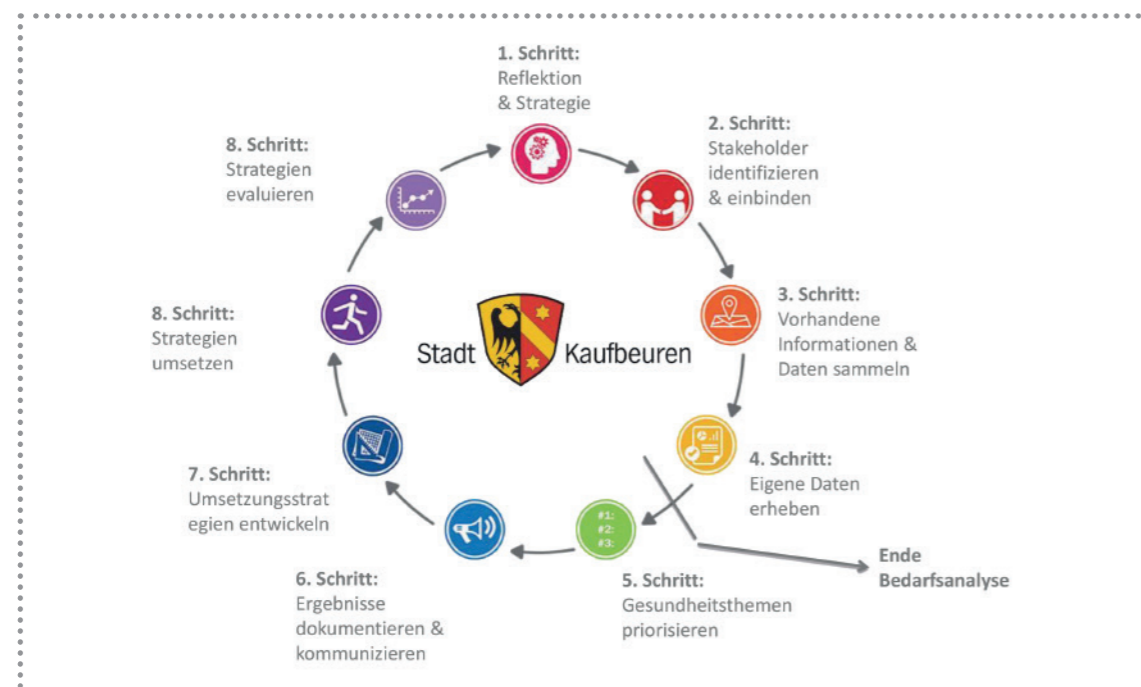 1. Schritt:
Reflektion
& Strategie
2. Schritt:
Stakeholder
identifizieren
& einbinden
3. Schritt:
Vorhandene
Informationen &
Daten sammeln
4. Schritt:
Eigene Daten
erheben
Ende
Bedarfsanalyse
5. Schritt:
Gesundheitsthemen
priorisieren
#1:
#2:
#3:
6. Schritt:
Ergebnisse
dokumentieren &
kommunizieren
7. Schritt:
Umsetzungsstrat
egien entwickeln
8. Schritt:
Strategien
umsetzen
8. Schritt:
Strategien
evaluieren
Stadt Kaufbeuren